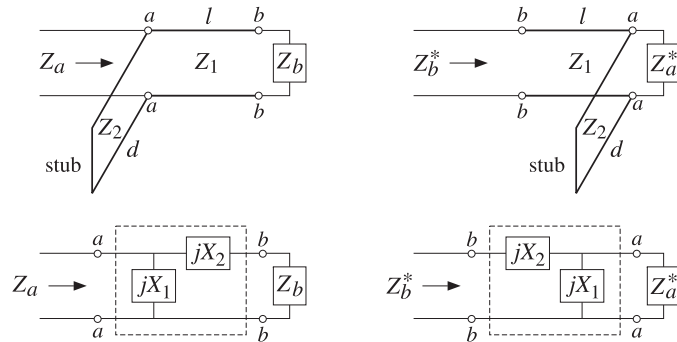 a l b
Z_a → Z_1 Z_b
a b
Z_2
stub d
b l a
Z_b^* → Z_1 Z_a^*
b a
Z_2
stub d
a b
jX_2
Z_a → jX_1 Z_b
a b
b a
jX_2
Z_b^* → jX_1 Z_a^*
b a